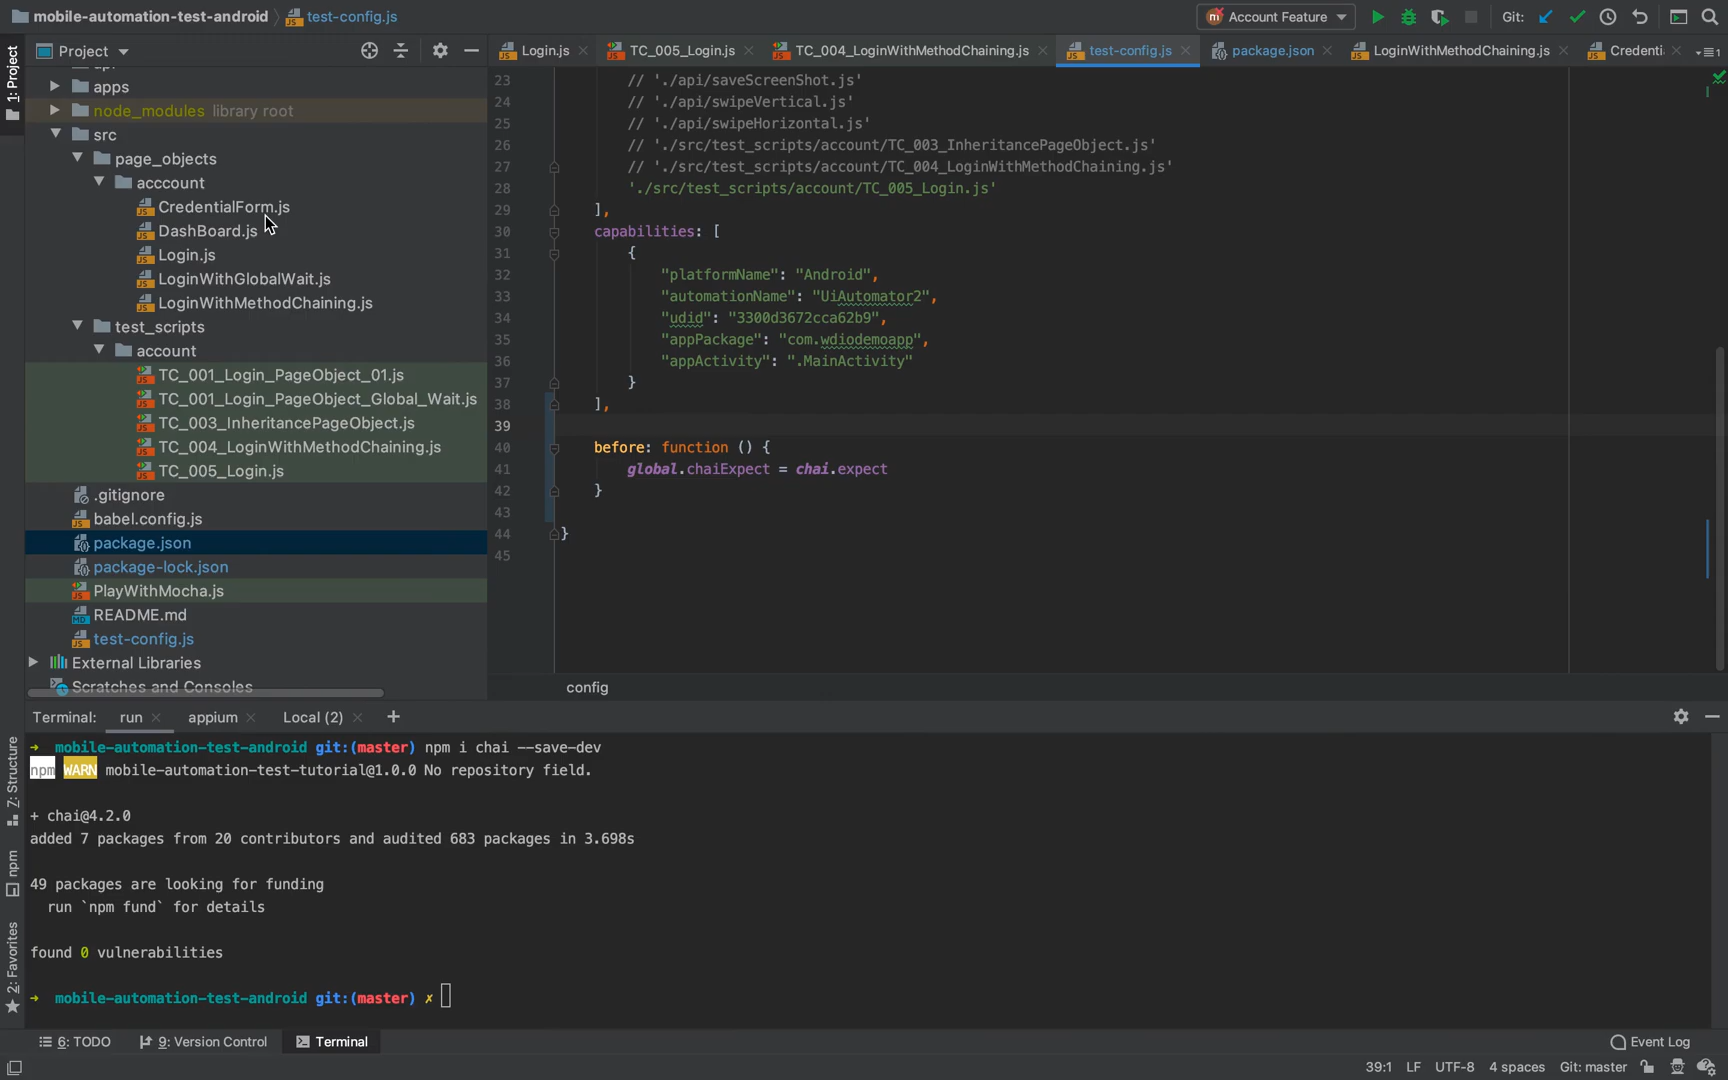 mobile-automation-test-android
test-config.js
Account Feature
Git:
1: Project
Project
Login.js
TC_005_Login.js
TC_004_LoginWithMethodChaining.js
test-config.js
package.json
LoginWithMethodChaining.js
Credenti
1
apps
node_modules library root
src
page_objects
acccount
CredentialForm.js
DashBoard.js
Login.js
LoginWithGlobalWait.js
LoginWithMethodChaining.js
test_scripts
account
TC_001_Login_PageObject_01.js
TC_001_Login_PageObject_Global_Wait.js
TC_003_InheritancePageObject.js
TC_004_LoginWithMethodChaining.js
TC_005_Login.js
.gitignore
babel.config.js
package.json
package-lock.json
PlayWithMocha.js
README.md
test-config.js
External Libraries
Scratches and Consoles
23 // './api/saveScreenShot.js'
24 // './api/swipeVertical.js'
25 // './api/swipeHorizontal.js'
26 // './src/test_scripts/account/TC_003_InheritancePageObject.js'
27 // './src/test_scripts/account/TC_004_LoginWithMethodChaining.js'
28 './src/test_scripts/account/TC_005_Login.js'
29 ],
30 capabilities: [
31 {
32 "platformName": "Android",
33 "automationName": "UiAutomator2",
34 "udid": "3300d3672cca62b9",
35 "appPackage": "com.wdiodemoapp",
36 "appActivity": ".MainActivity"
37 }
38 ],
39
40 before: function () {
41 global.chaiExpect = chai.expect
42 }
43
44 }
45
config
Terminal: run appium Local (2) +
→ mobile-automation-test-android git:(master) npm i chai --save-dev
npm WARN mobile-automation-test-tutorial@1.0.0 No repository field.
+ chai@4.2.0
added 7 packages from 20 contributors and audited 683 packages in 3.698s
49 packages are looking for funding
run `npm fund` for details
found 0 vulnerabilities
→ mobile-automation-test-android git:(master) ✗
Z: Structure
npm
2: Favorites
6: TODO
9: Version Control
Terminal
Event Log
39:1 LF UTF-8 4 spaces Git: master